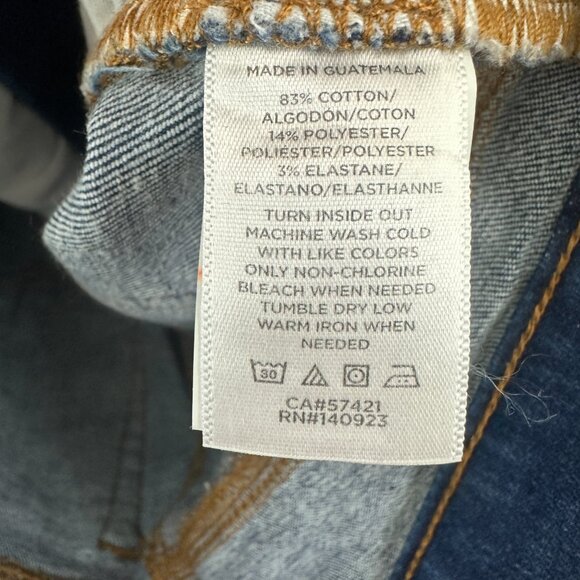 MADE IN GUATEMALA
83% COTTON/
ALGODÓN/COTON
14% POLYESTER/
POLIÉSTER/POLYESTER
3% ELASTANE/
ELASTANO/ELASTHANNE
TURN INSIDE OUT
MACHINE WASH COLD
WITH LIKE COLORS
ONLY NON-CHLORINE
BLEACH WHEN NEEDED
TUMBLE DRY LOW
WARM IRON WHEN
NEEDED
30
CA#57421
RN#140923